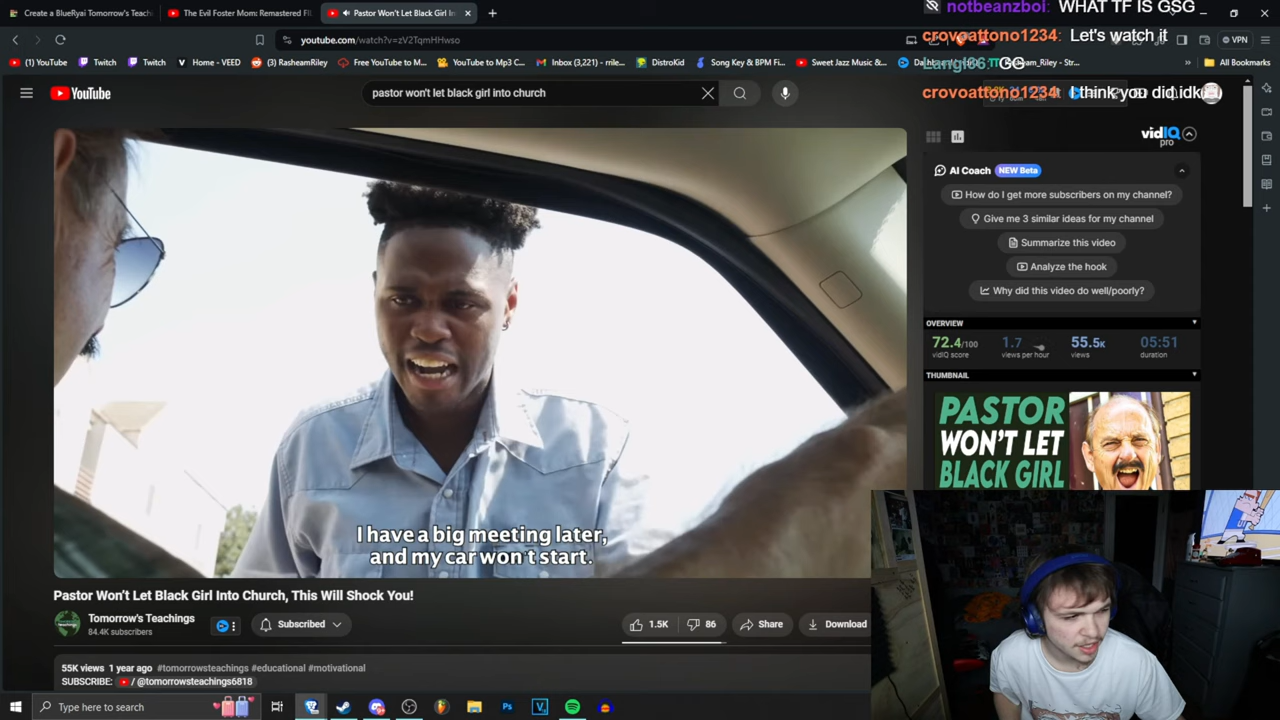 Create a BlueRyai Tomorrow's Teach
The Evil Foster Mom: Remastered Fi
Pastor Won't Let Black Girl In
notbeanzboi: WHAT TF IS GSG
crovoattono1234: Let's watch it
GG
crovoattono1234: I think you did idk
youtube.com/watch?v=zV2TqmHHwso
VPN
(1) YouTube
Twitch
Twitch
Home - VEED
(3) RasheamRiley
Free YouTube to M...
YouTube to Mp3 C...
Inbox (3,221) - rrile...
DistroKid
Song Key & BPM Fi...
Sweet Jazz Music &...
All Bookmarks
YouTube
pastor won't let black girl into church
vidIQ
pro
AI Coach NEW Beta
How do I get more subscribers on my channel?
Give me 3 similar ideas for my channel
Summarize this video
Analyze the hook
Why did this video do well/poorly?
OVERVIEW
72.4/100
vidIQ score
1.7
views per hour
55.5K
views
05:51
duration
THUMBNAIL
PASTOR
WON'T LET
BLACK GIRL
I have a big meeting later,
and my car won't start.
Pastor Won't Let Black Girl Into Church, This Will Shock You!
Tomorrow's Teachings
84.4K subscribers
Subscribed
1.5K
86
Share
Download
55K views 1 year ago #tomorrowsteachings #educational #motivational
SUBSCRIBE: / @tomorrowsteachings6818
Type here to search